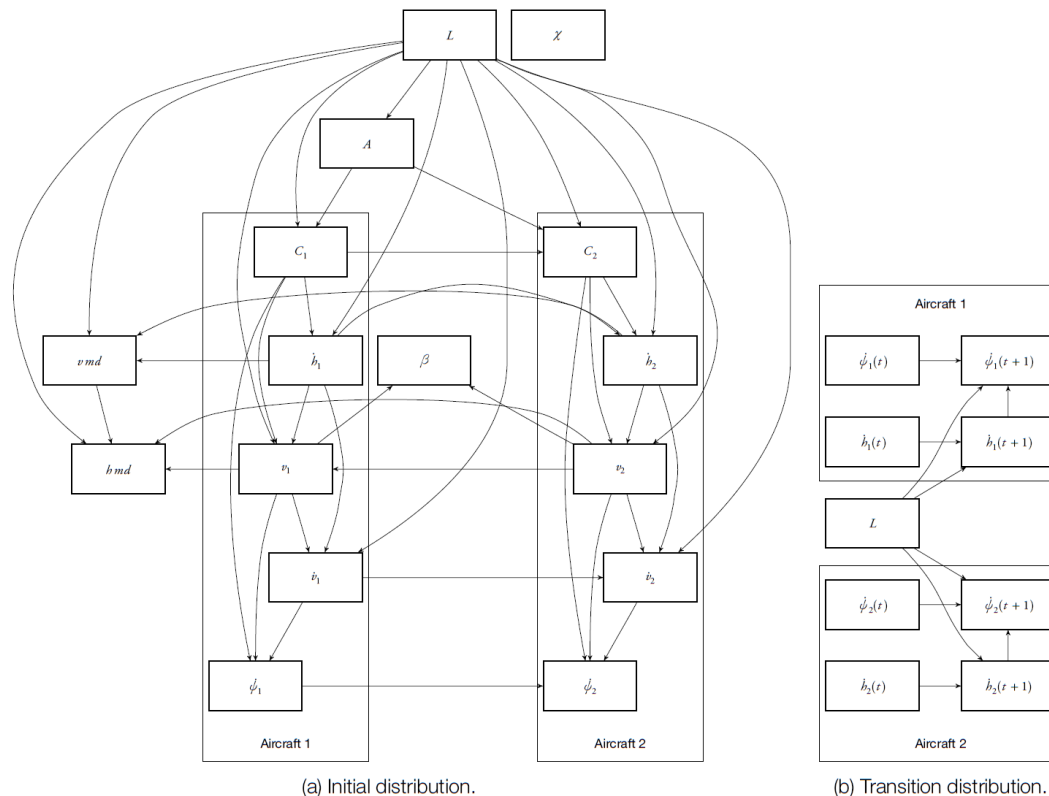 L
χ
A
C₁
C₂
vmd
ḣ₁
β
ḣ₂
hmd
v₁
v₂
v̇₁
v̇₂
ψ̇₁
ψ̇₂
Aircraft 1
Aircraft 2
(a) Initial distribution.
Aircraft 1
ψ̇₁(t)
ψ̇₁(t + 1)
ḣ₁(t)
ḣ₁(t + 1)
L
ψ̇₂(t)
ψ̇₂(t + 1)
ḣ₂(t)
ḣ₂(t + 1)
Aircraft 2
(b) Transition distribution.